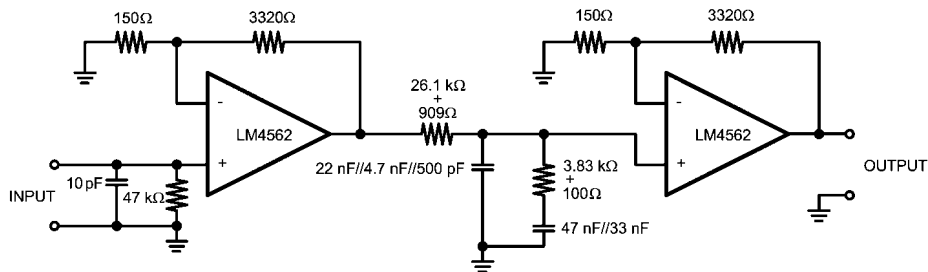 150Ω
3320Ω
150Ω
3320Ω
26.1 kΩ
+
909Ω
-
LM4562
+
-
LM4562
+
INPUT
10 pF
47 kΩ
22 nF//4.7 nF//500 pF
3.83 kΩ
+
100Ω
47 nF//33 nF
OUTPUT